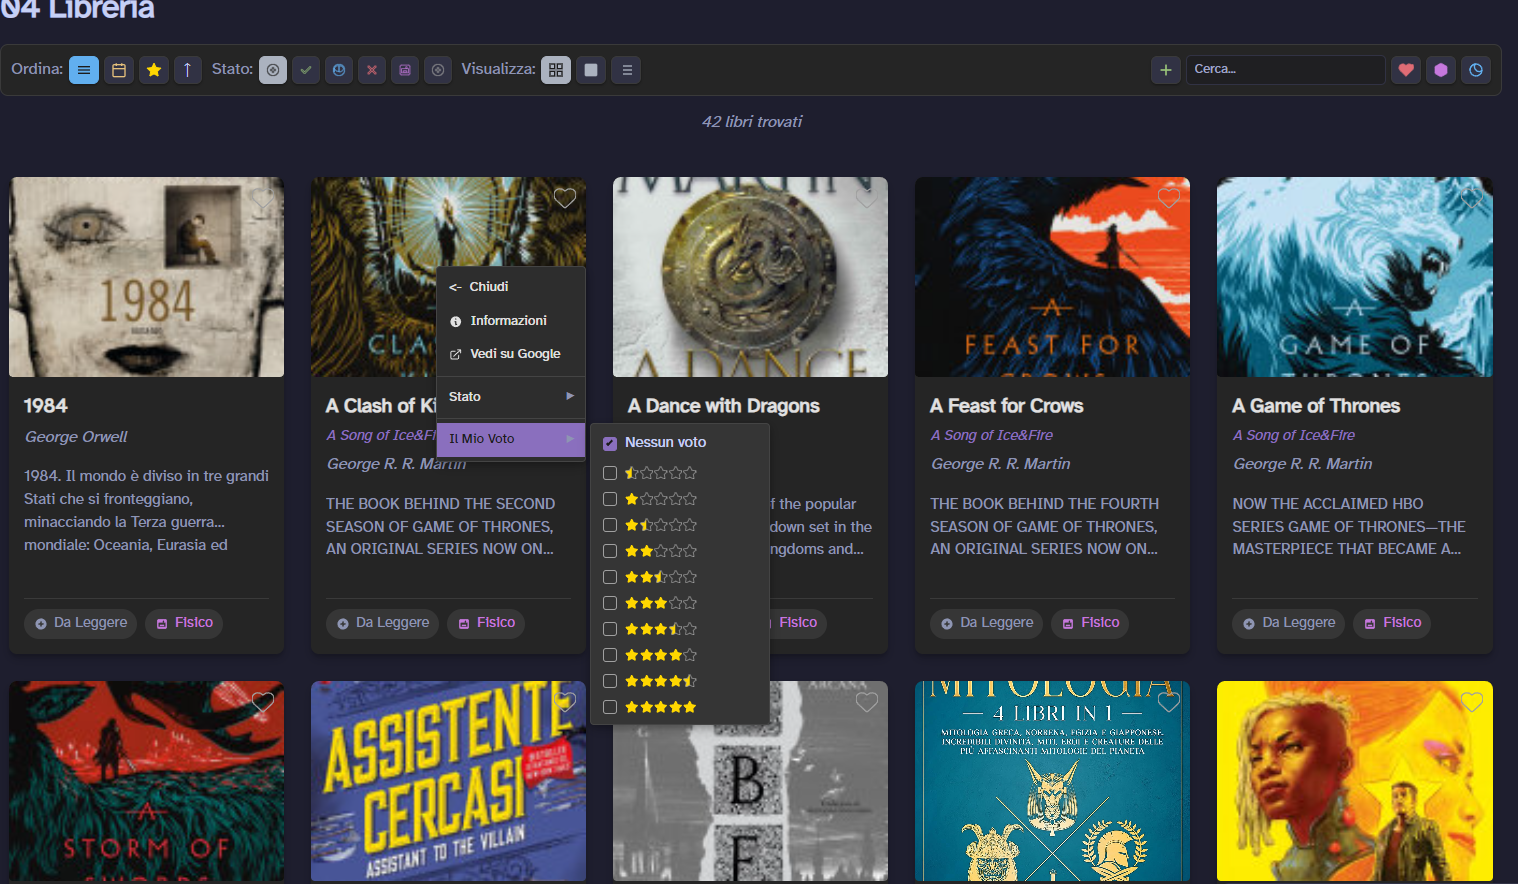 04 Libreria
Ordina:
Stato:
Visualizza:
Cerca...
42 libri trovati
1984
CLA
MARTIN
A DANCE
A
FEAST FOR
CROWS
A
GAME OF
THRONES
<- Chiudi
Informazioni
Vedi su Google
Stato
Il Mio Voto
Nessun voto
1984
George Orwell
1984. Il mondo è diviso in tre grandi
Stati che si fronteggiano,
minacciando la Terza guerra...
mondiale: Oceania, Eurasia ed
Da Leggere
Fisico
A Clash of Ki
A Song of Ice&Fi
George R. R. Martin
THE BOOK BEHIND THE SECOND
SEASON OF GAME OF THRONES,
AN ORIGINAL SERIES NOW ON...
Da Leggere
Fisico
A Dance with Dragons
f the popular
down set in the
ngdoms and...
Fisico
A Feast for Crows
A Song of Ice&Fire
George R. R. Martin
THE BOOK BEHIND THE FOURTH
SEASON OF GAME OF THRONES,
AN ORIGINAL SERIES NOW ON...
Da Leggere
Fisico
A Game of Thrones
A Song of Ice&Fire
George R. R. Martin
NOW THE ACCLAIMED HBO
SERIES GAME OF THRONES—THE
MASTERPIECE THAT BECAME A...
Da Leggere
Fisico
A
STORM OF
SWORDS
ASSISTENTE
CERCASI
ASSISTANT TO THE VILLAIN
ARCANA
B
E
MITOLOGIA
— 4 LIBRI IN 1 —
MITOLOGIA GRECA, NORRENA, EGIZIA E GIAPPONESE.
INCREDIBILI DIVINITÀ, MITI, EROI E CREATURE DELLE
PIÙ AFFASCINANTI MITOLOGIE DEL PIANETA